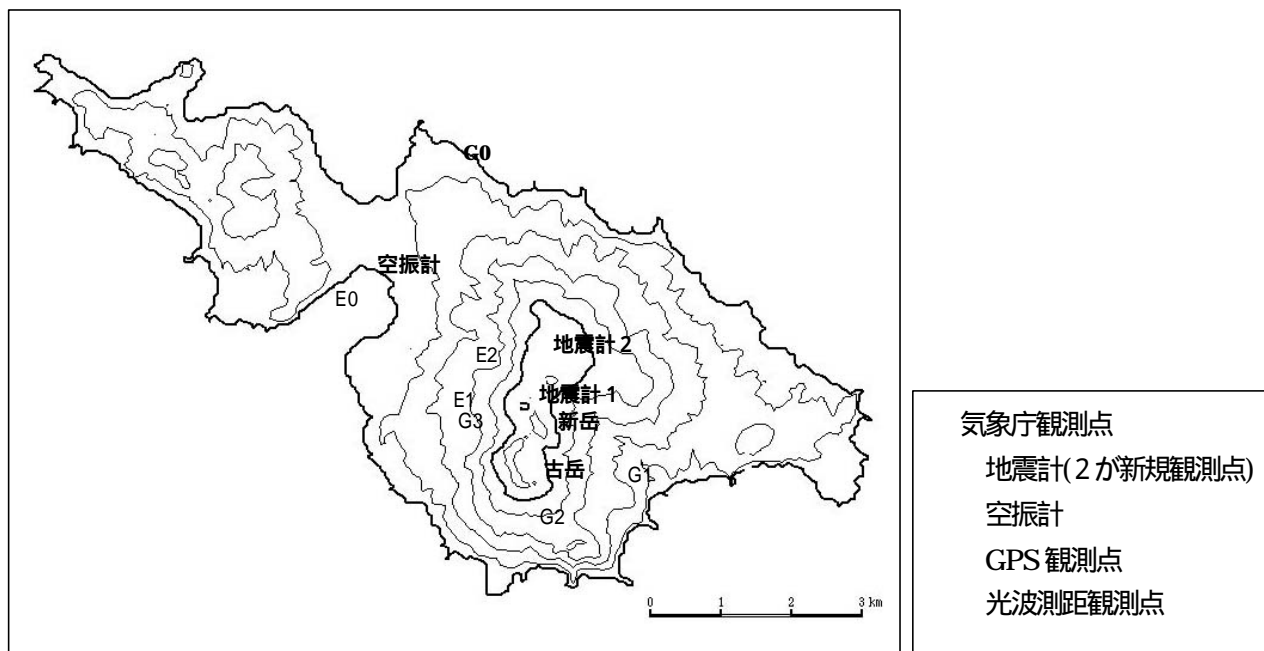 G0
空振計
E0
地震計2
E2
地震計1
E1
G3
新岳
古岳
G1
G2
0 1 2 3 km
気象庁観測点
地震計(2が新規観測点)
空振計
GPS 観測点
光波測距観測点